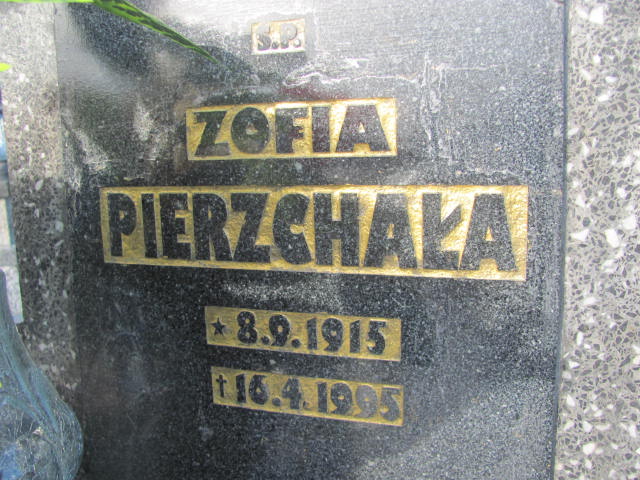 Ś.P.
ZOFIA
PIERZCHAŁA
* 8.9.1915
† 16.4.1995